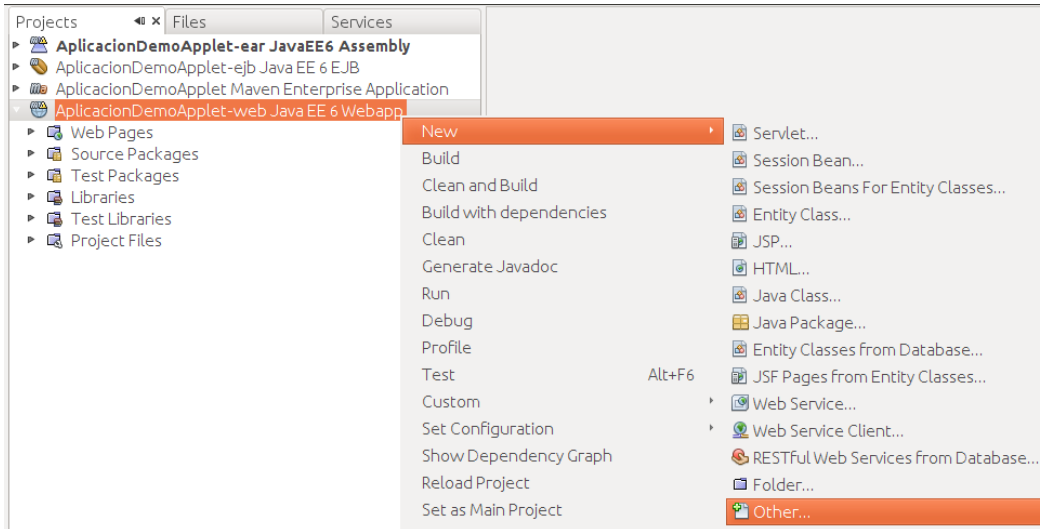 Projects
Files
Services
AplicacionDemoApplet-ear JavaEE6 Assembly
AplicacionDemoApplet-ejb Java EE 6 EJB
AplicacionDemoApplet Maven Enterprise Application
AplicacionDemoApplet-web Java EE 6 Webapp
Web Pages
Source Packages
Test Packages
Libraries
Test Libraries
Project Files
New
Build
Clean and Build
Build with dependencies
Clean
Generate Javadoc
Run
Debug
Profile
Test Alt+F6
Custom
Set Configuration
Show Dependency Graph
Reload Project
Set as Main Project
Servlet...
Session Bean...
Session Beans For Entity Classes...
Entity Class...
JSP...
HTML...
Java Class...
Java Package...
Entity Classes from Database...
JSF Pages from Entity Classes...
Web Service...
Web Service Client...
RESTful Web Services from Database...
Folder...
Other...